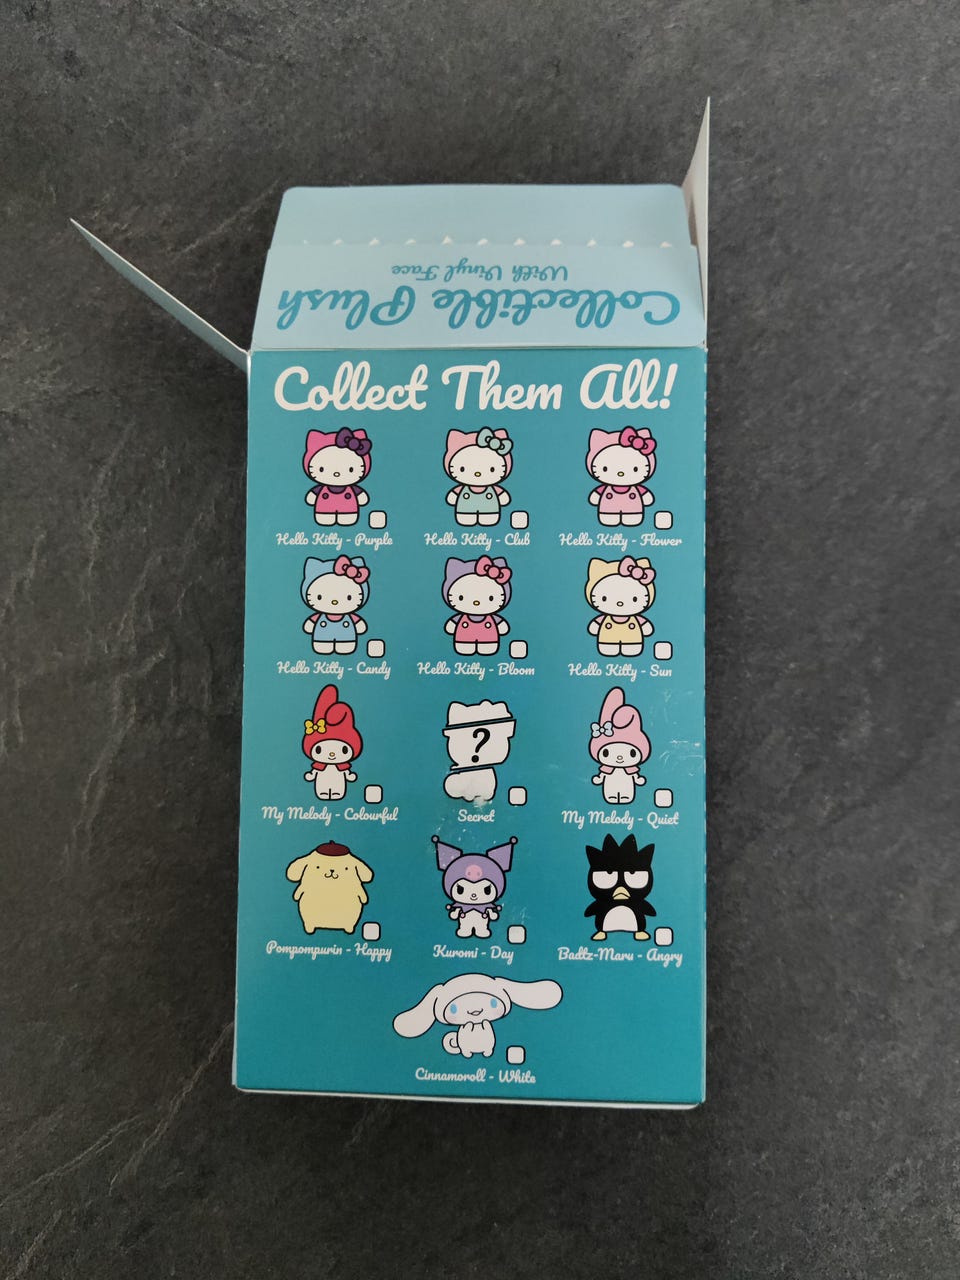 Collectible Plush
With Vinyl Face
Collect Them All!
Hello Kitty - Purple
Hello Kitty - Club
Hello Kitty - Flower
Hello Kitty - Candy
Hello Kitty - Bloom
Hello Kitty - Sun
My Melody - Colourful
?
Secret
My Melody - Quiet
Pompompurin - Happy
Kuromi - Day
Badtz-Maru - Angry
Cinnamoroll - White